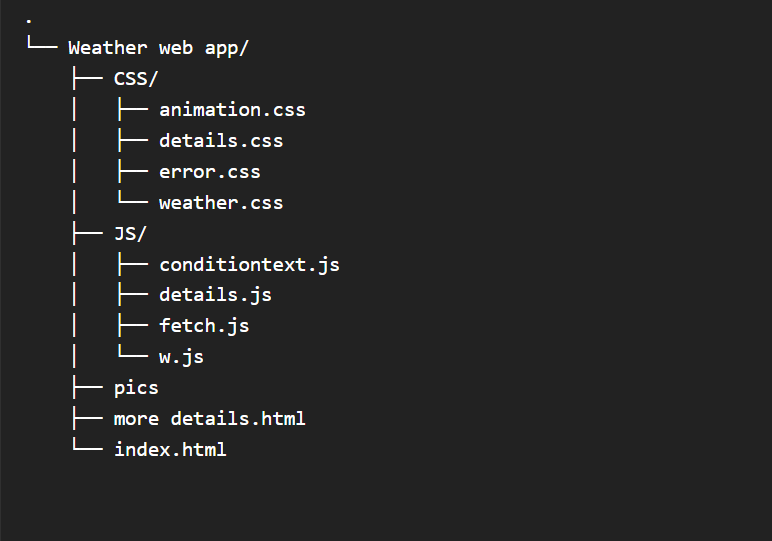 .
└── Weather web app/
    ├── CSS/
    │   ├── animation.css
    │   ├── details.css
    │   ├── error.css
    │   └── weather.css
    ├── JS/
    │   ├── conditiontext.js
    │   ├── details.js
    │   ├── fetch.js
    │   └── w.js
    ├── pics
    ├── more details.html
    └── index.html